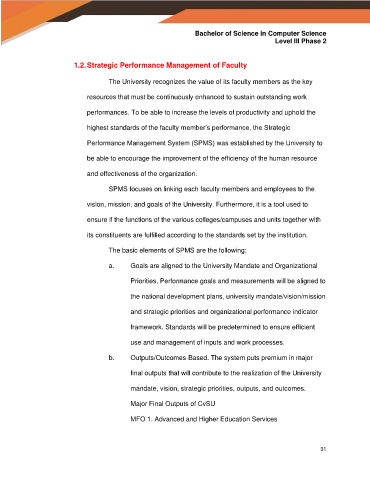 Bachelor of Science in Computer Science
Level III Phase 2
1.2. Strategic Performance Management of Faculty
The University recognizes the value of its faculty members as the key
resources that must be continuously enhanced to sustain outstanding work
performances. To be able to increase the levels of productivity and uphold the
highest standards of the faculty member's performance, the Strategic
Performance Management System (SPMS) was established by the University to
be able to encourage the improvement of the efficiency of the human resource
and effectiveness of the organization.
SPMS focuses on linking each faculty members and employees to the
vision, mission, and goals of the University. Furthermore, it is a tool used to
ensure if the functions of the various colleges/campuses and units together with
its constituents are fulfilled according to the standards set by the institution.
The basic elements of SPMS are the following:
a. Goals are aligned to the University Mandate and Organizational
Priorities. Performance goals and measurements will be aligned to
the national development plans, university mandate/vision/mission
and strategic priorities and organizational performance indicator
framework. Standards will be predetermined to ensure efficient
use and management of inputs and work processes.
b. Outputs/Outcomes-Based. The system puts premium in major
final outputs that will contribute to the realization of the University
mandate, vision, strategic priorities, outputs, and outcomes.
Major Final Outputs of CvSU
MFO 1. Advanced and Higher Education Services
31